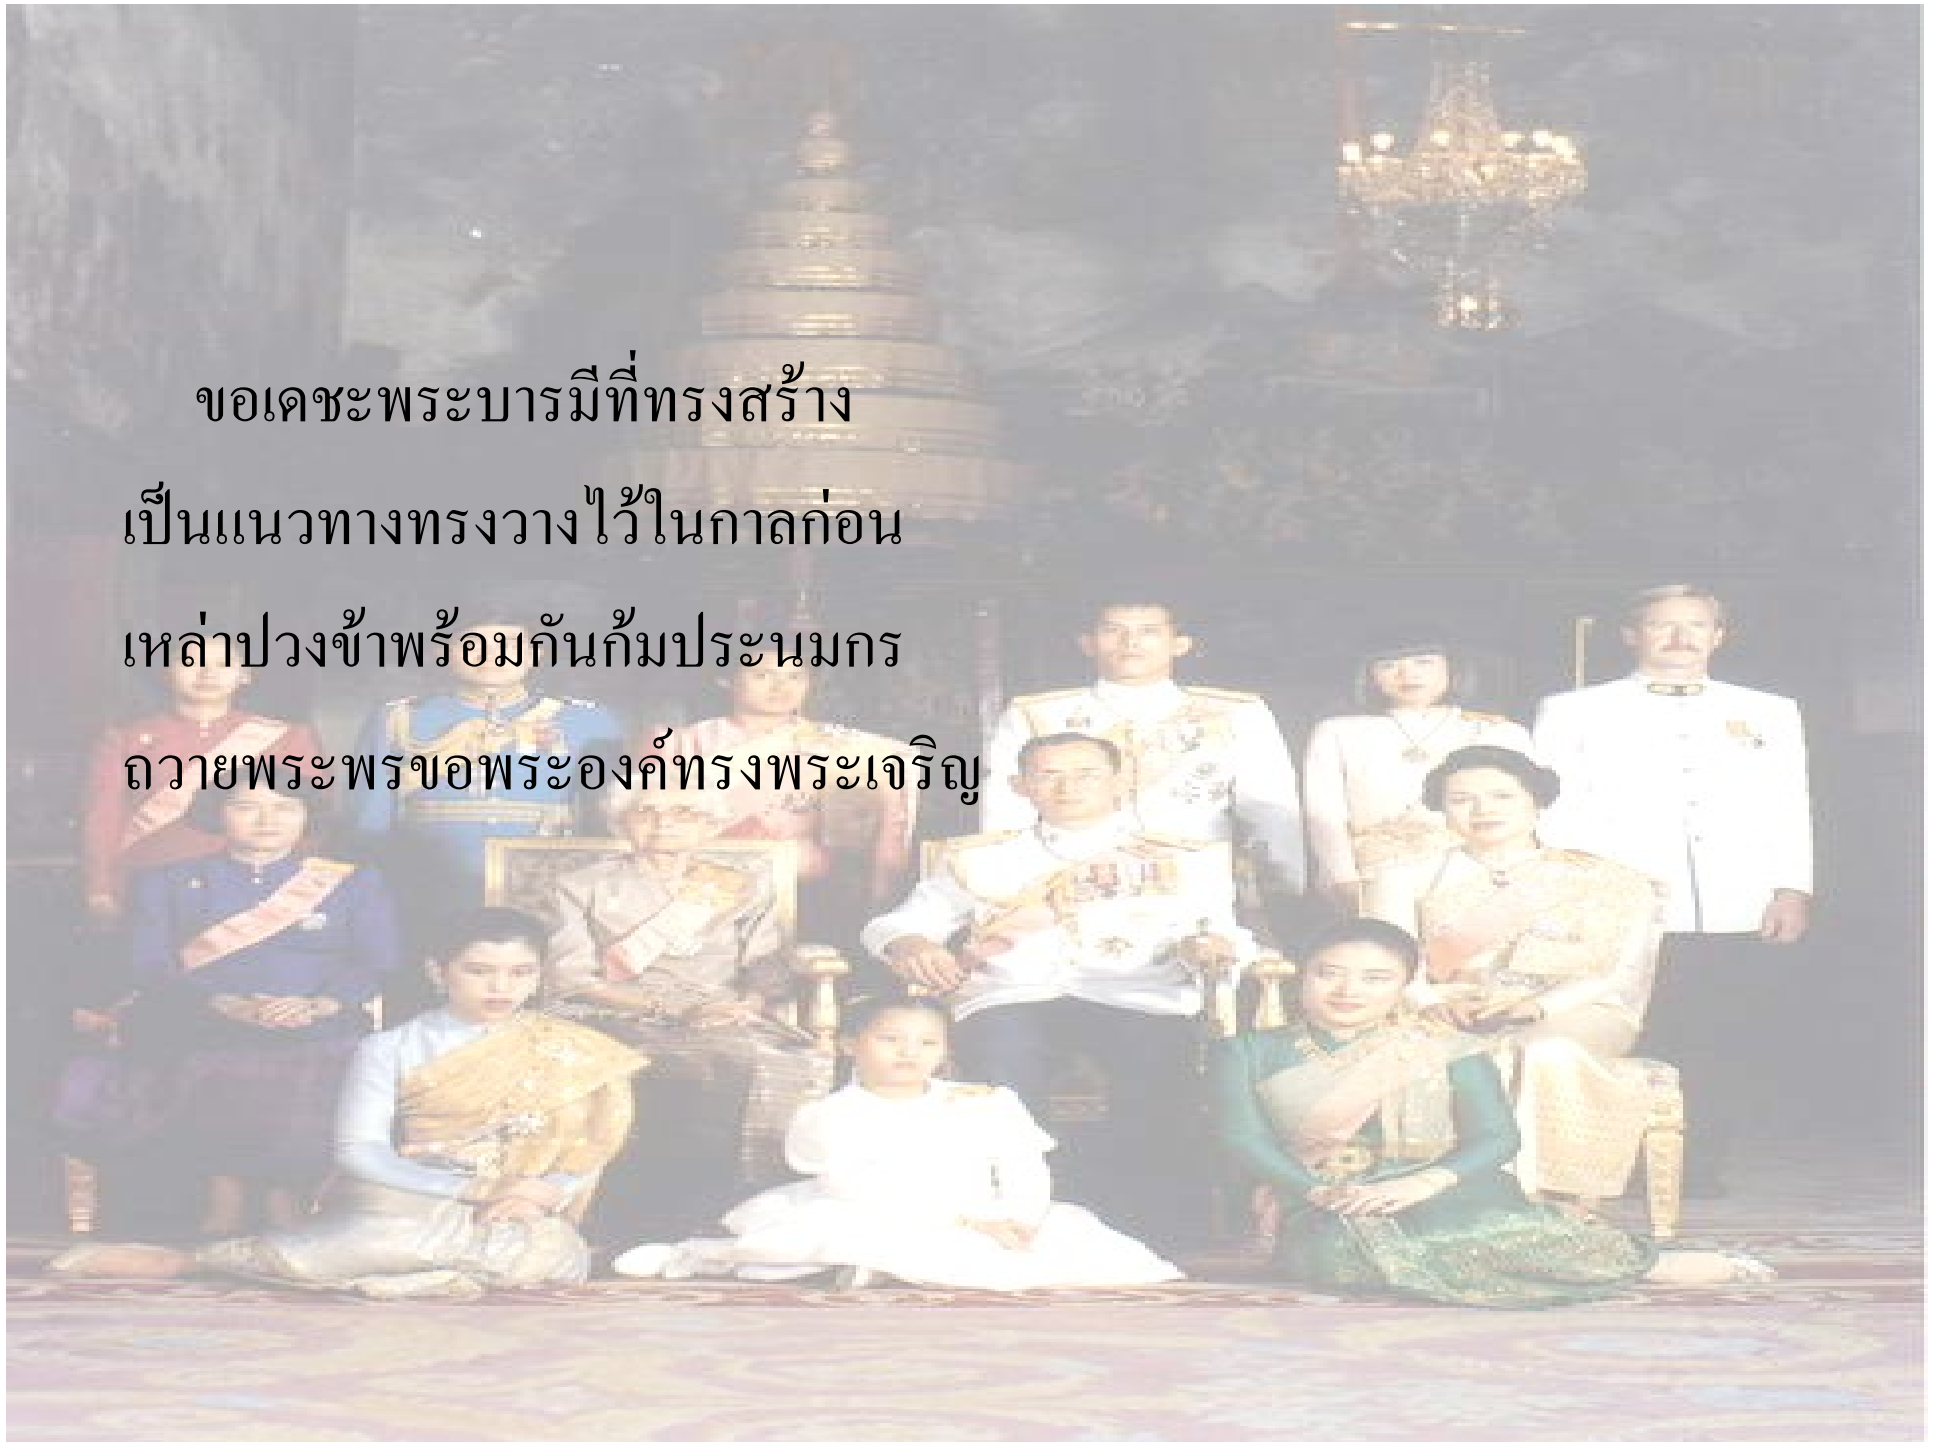 ขอเดชะพระบารมีที่ทรงสร้าง
เป็นแนวทางทรงวางไว้ในกาลก่อน
เหล่าปวงข้าพร้อมกันก้มประนมกร
ถวายพระพรขอพระองค์ทรงพระเจริญ